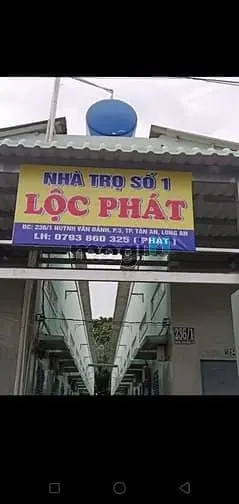 NHÀ TRỌ SỐ 1
LỘC PHÁT
ĐC: 236/1 HUỲNH VĂN ĐẢNH, P.3, TP. TÂN AN, LONG AN
LH: 0793 860 325 ( PHÁT )
236/1